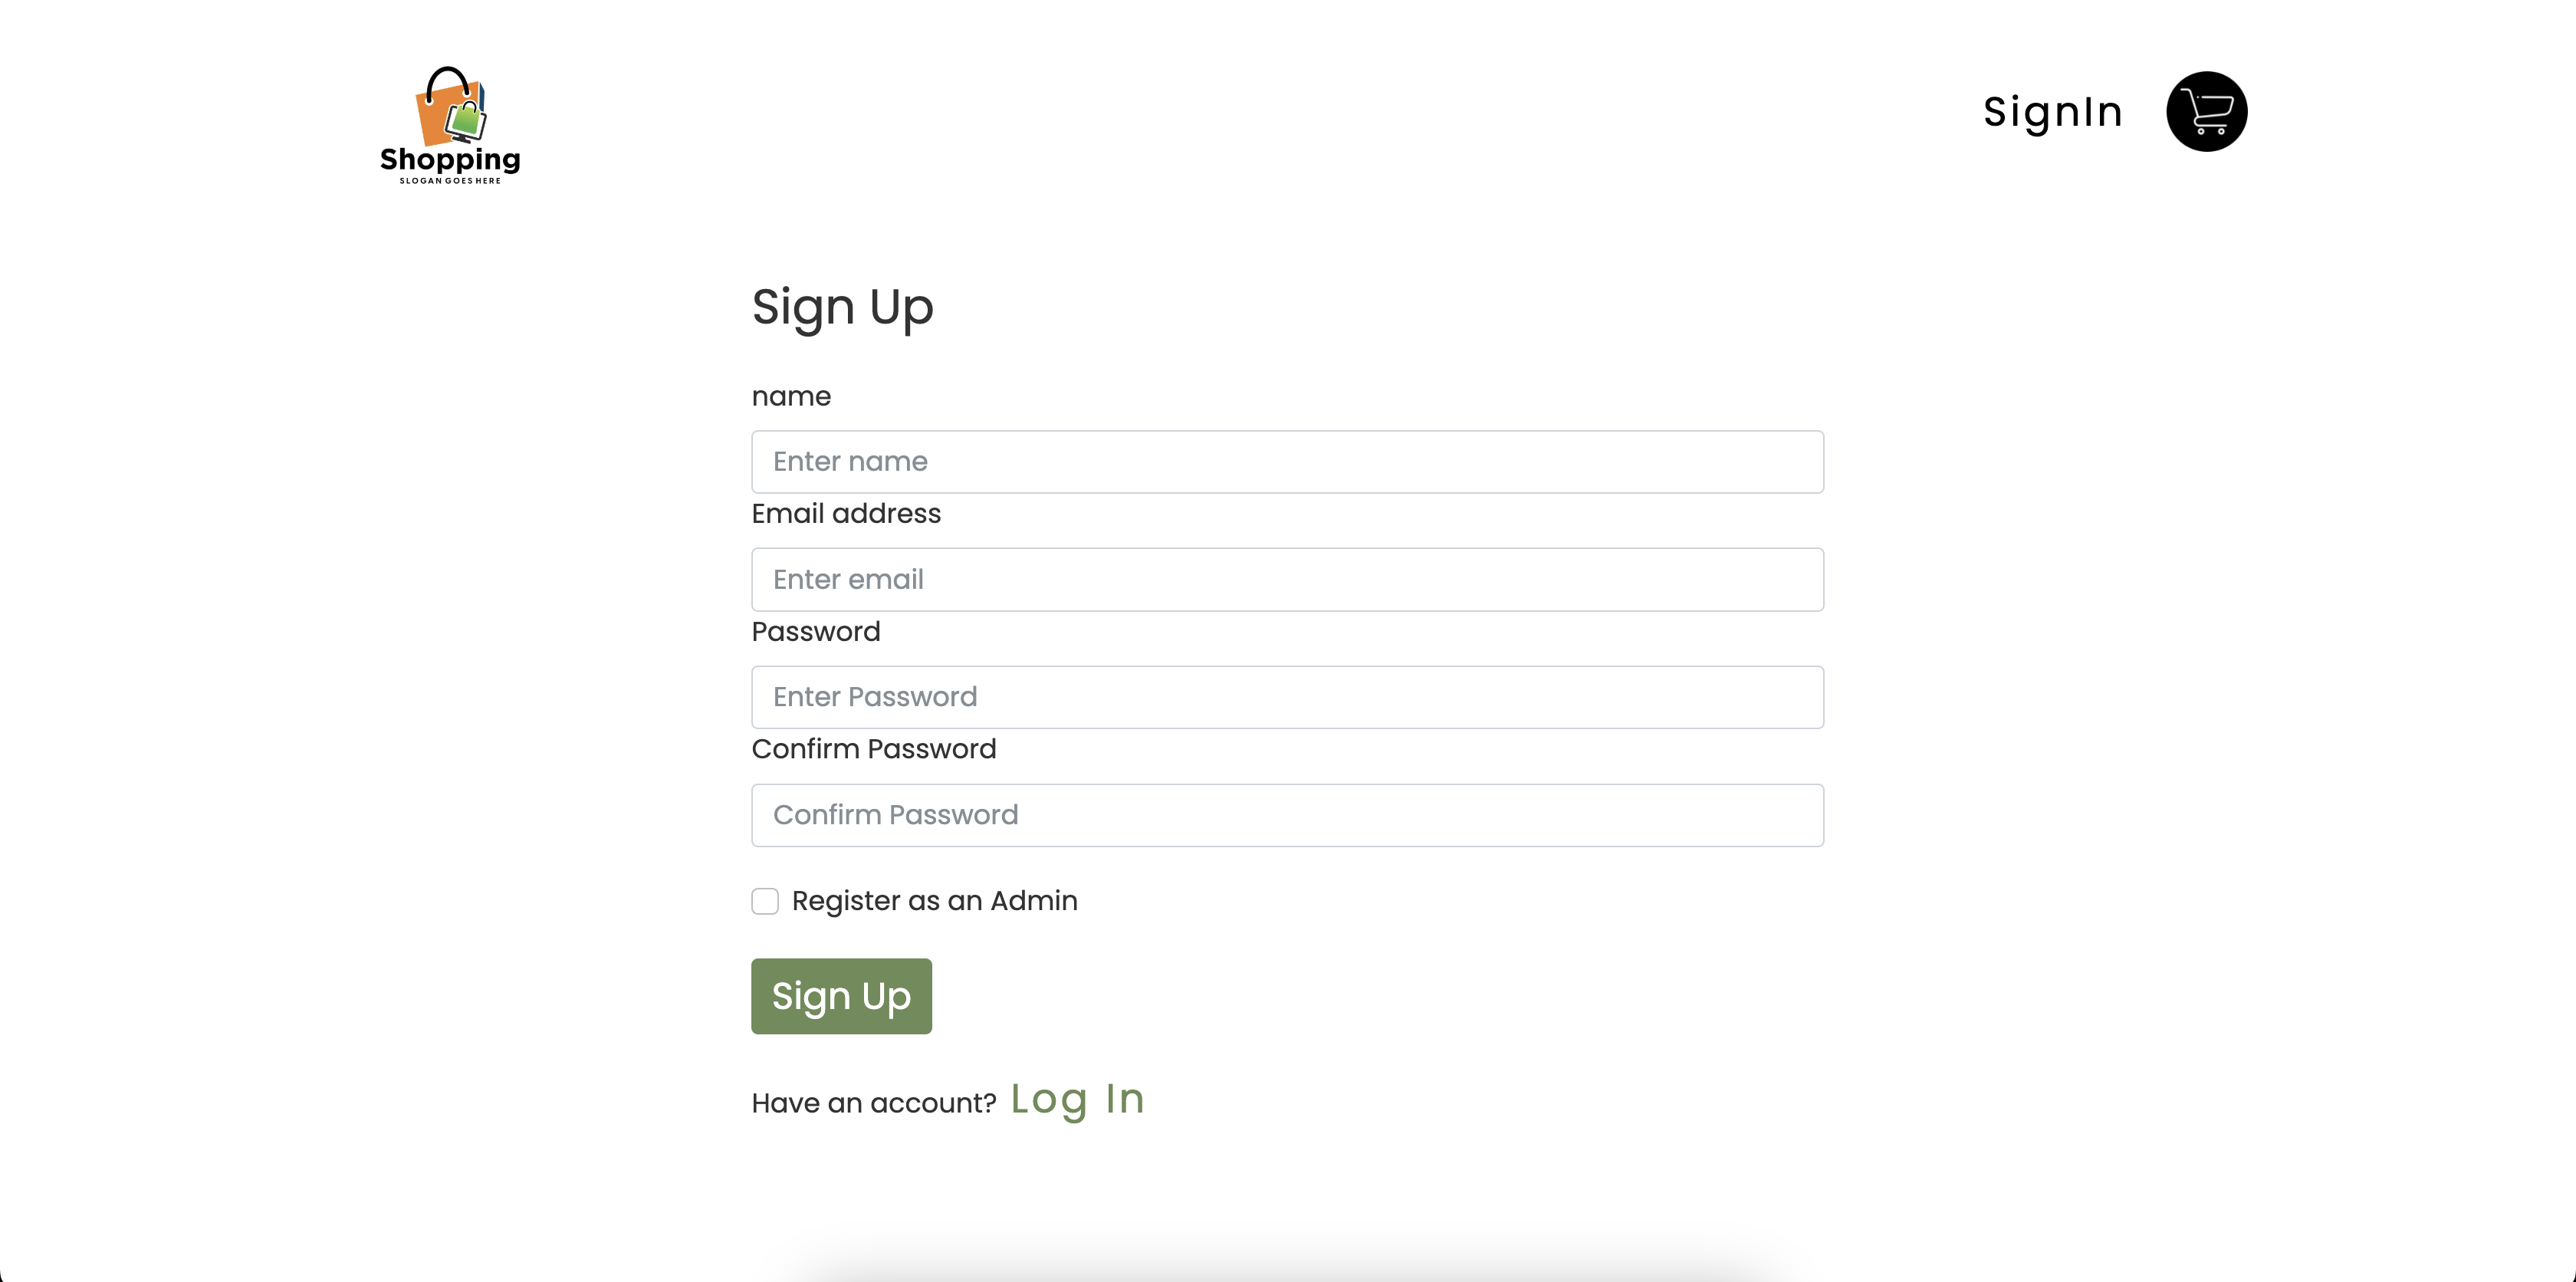 Shopping
SLOGAN GOES HERE
SignIn
Sign Up
name
Enter name
Email address
Enter email
Password
Enter Password
Confirm Password
Confirm Password
Register as an Admin
Sign Up
Have an account? Log In